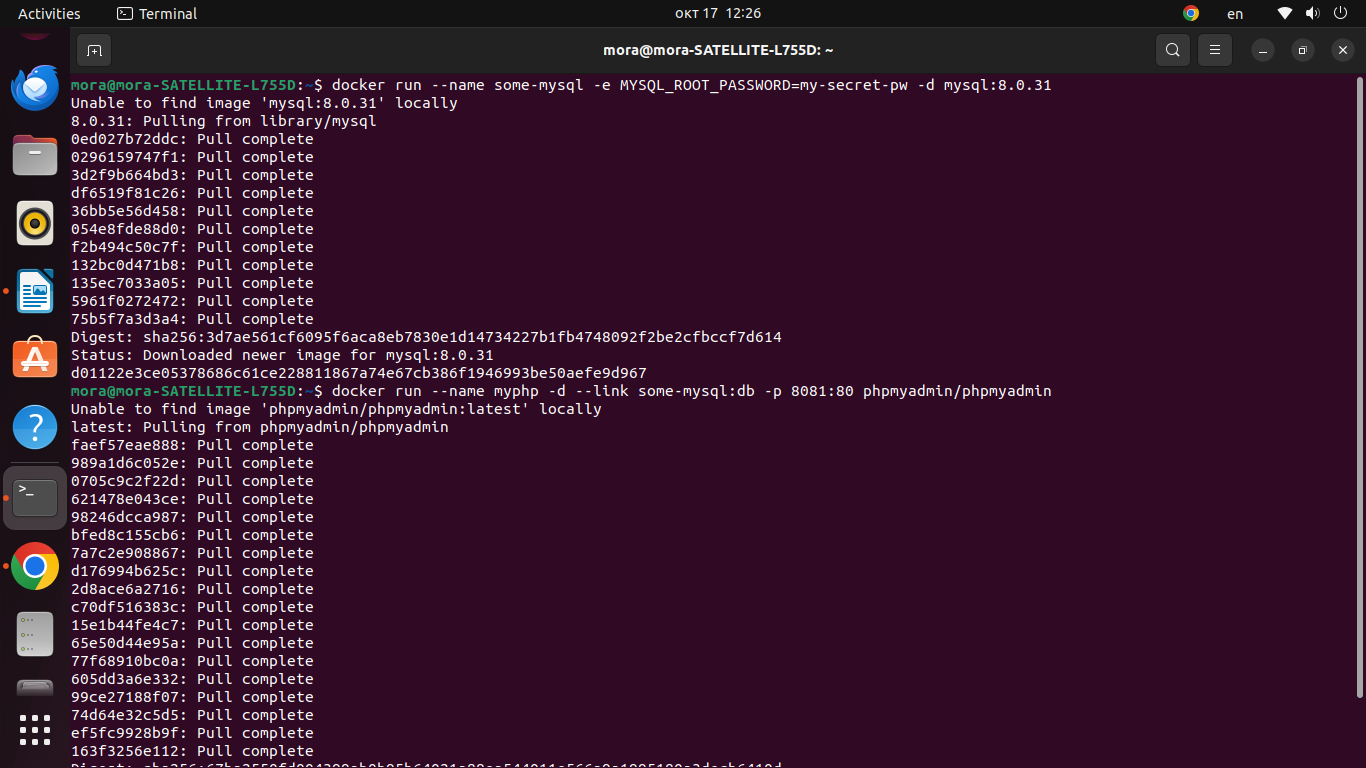 Activities
Terminal
окт 17 12:26
en
mora@mora-SATELLITE-L755D: ~
mora@mora-SATELLITE-L755D:~$ docker run --name some-mysql -e MYSQL_ROOT_PASSWORD=my-secret-pw -d mysql:8.0.31
Unable to find image 'mysql:8.0.31' locally
8.0.31: Pulling from library/mysql
0ed027b72ddc: Pull complete
0296159747f1: Pull complete
3d2f9b664bd3: Pull complete
df6519f81c26: Pull complete
36bb5e56d458: Pull complete
054e8fde88d0: Pull complete
f2b494c50c7f: Pull complete
132bc0d471b8: Pull complete
135ec7033a05: Pull complete
5961f0272472: Pull complete
75b5f7a3d3a4: Pull complete
Digest: sha256:3d7ae561cf6095f6aca8eb7830e1d14734227b1fb4748092f2be2cfbccf7d614
Status: Downloaded newer image for mysql:8.0.31
d01122e3ce05378686c61ce228811867a74e67cb386f1946993be50aefe9d967
mora@mora-SATELLITE-L755D:~$ docker run --name myphp -d --link some-mysql:db -p 8081:80 phpmyadmin/phpmyadmin
Unable to find image 'phpmyadmin/phpmyadmin:latest' locally
latest: Pulling from phpmyadmin/phpmyadmin
faef57eae888: Pull complete
989a1d6c052e: Pull complete
0705c9c2f22d: Pull complete
621478e043ce: Pull complete
98246dcca987: Pull complete
bfed8c155cb6: Pull complete
7a7c2e908867: Pull complete
d176994b625c: Pull complete
2d8ace6a2716: Pull complete
c70df516383c: Pull complete
15e1b44fe4c7: Pull complete
65e50d44e95a: Pull complete
77f68910bc0a: Pull complete
605dd3a6e332: Pull complete
99ce27188f07: Pull complete
74d64e32c5d5: Pull complete
ef5fc9928b9f: Pull complete
163f3256e112: Pull complete